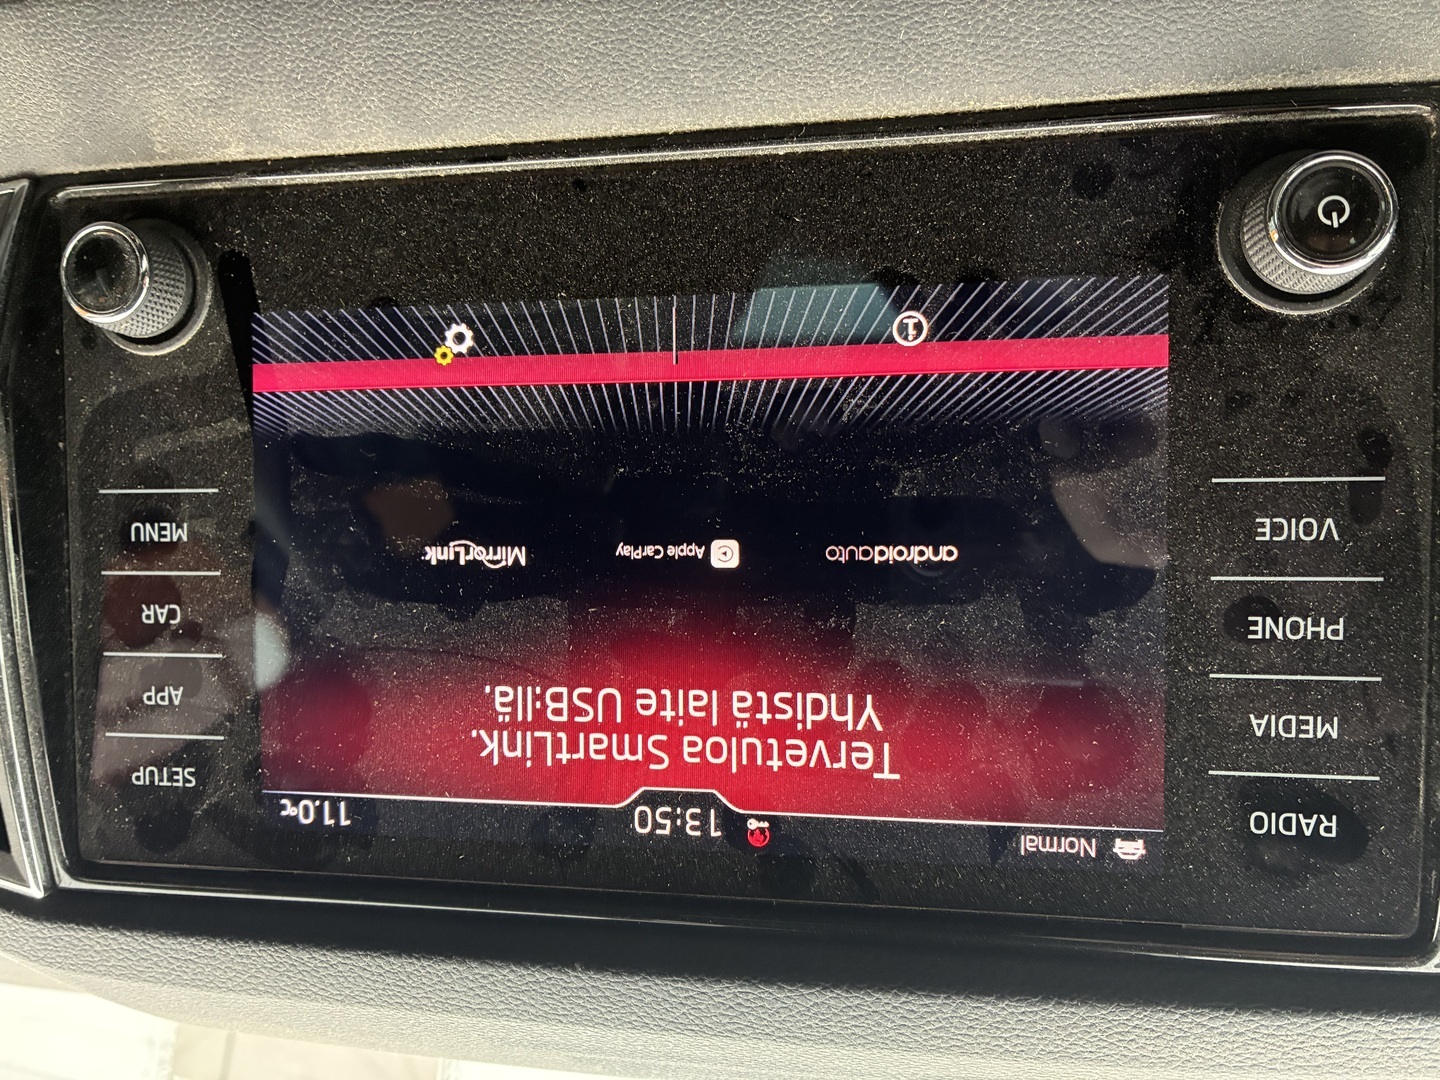 Normal
13:50
11.0°C
Tervetuloa SmartLink.
Yhdistä laite USB:llä.
androidauto
Apple CarPlay
MirrorLink
RADIO
MEDIA
PHONE
VOICE
SETUP
APP
CAR
MENU